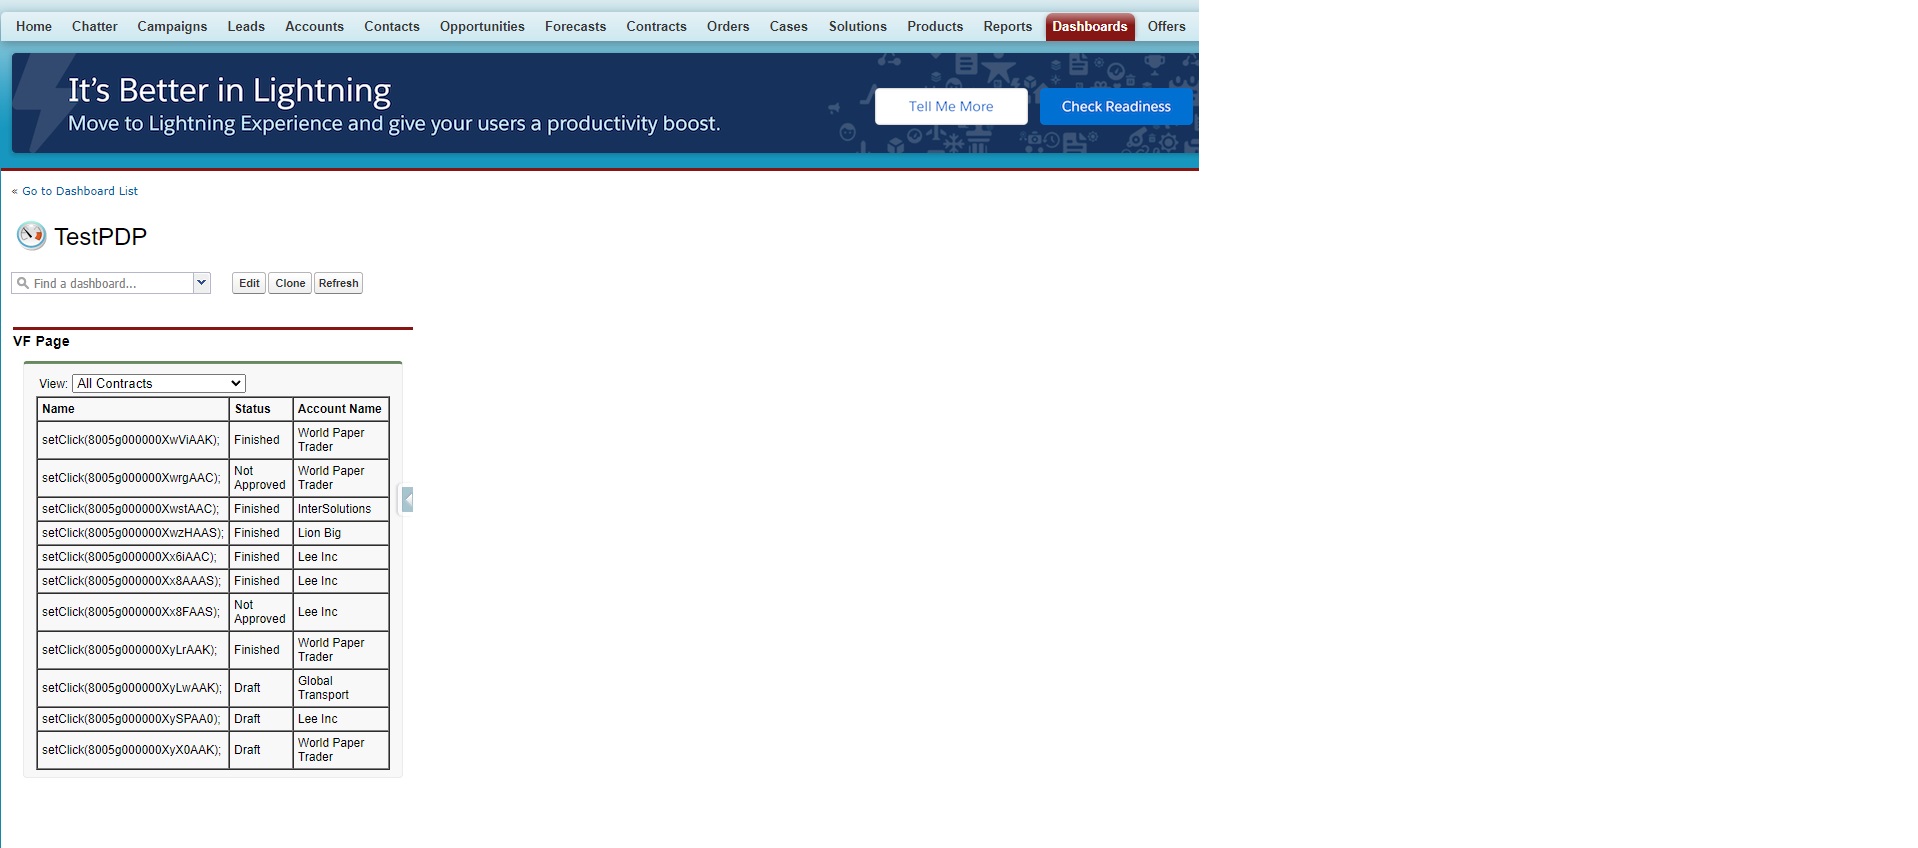 Home Chatter Campaigns Leads Accounts Contacts Opportunities Forecasts Contracts Orders Cases Solutions Products Reports Dashboards Offers
It's Better in Lightning
Move to Lightning Experience and give your users a productivity boost.
Tell Me More
Check Readiness
« Go to Dashboard List
TestPDP
Find a dashboard...
Edit Clone Refresh
VF Page
View: All Contracts
Name Status Account Name
setClick(8005g000000XwViAAK); Finished World Paper
Trader
setClick(8005g000000XwrgAAC); Not
Approved World Paper
Trader
setClick(8005g000000XwstAAC); Finished InterSolutions
setClick(8005g000000XwzHAAS); Finished Lion Big
setClick(8005g000000Xx6iAAC); Finished Lee Inc
setClick(8005g000000Xx8AAAS); Finished Lee Inc
setClick(8005g000000Xx8FAAS); Not
Approved Lee Inc
setClick(8005g000000XyLrAAK); Finished World Paper
Trader
setClick(8005g000000XyLwAAK); Draft Global
Transport
setClick(8005g000000XySPAA0); Draft Lee Inc
setClick(8005g000000XyX0AAK); Draft World Paper
Trader